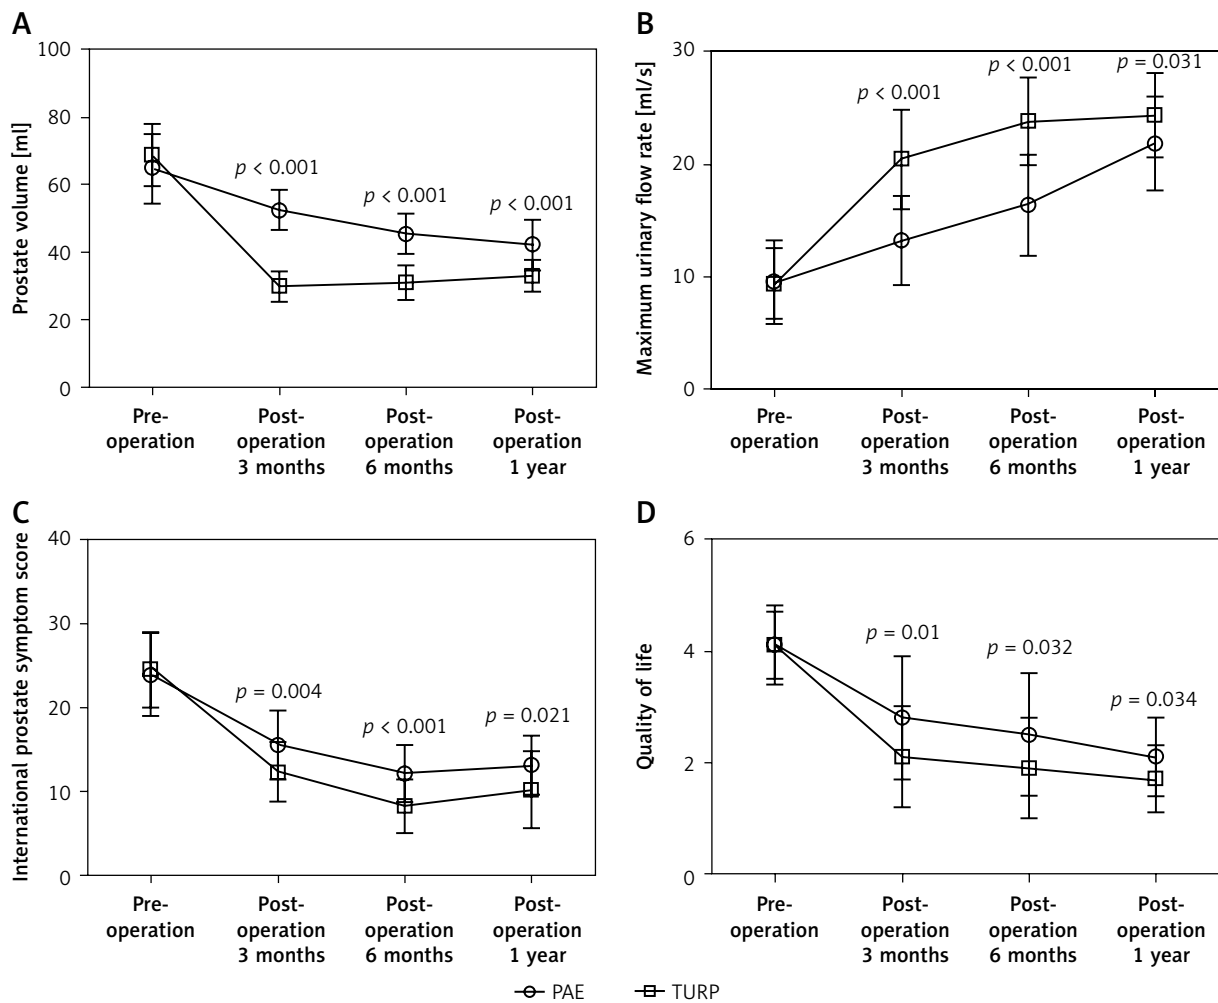 A
Prostate volume [ml]
100
80
60
40
20
0
p < 0.001
p < 0.001
p < 0.001
Pre-
operation
Post-
operation
3 months
Post-
operation
6 months
Post-
operation
1 year
B
Maximum urinary flow rate [ml/s]
30
20
10
0
p < 0.001
p < 0.001
p = 0.031
Pre-
operation
Post-
operation
3 months
Post-
operation
6 months
Post-
operation
1 year
C
International prostate symptom score
40
30
20
10
0
p = 0.004
p < 0.001
p = 0.021
Pre-
operation
Post-
operation
3 months
Post-
operation
6 months
Post-
operation
1 year
D
Quality of life
6
4
2
0
p = 0.01
p = 0.032
p = 0.034
Pre-
operation
Post-
operation
3 months
Post-
operation
6 months
Post-
operation
1 year
PAE
TURP